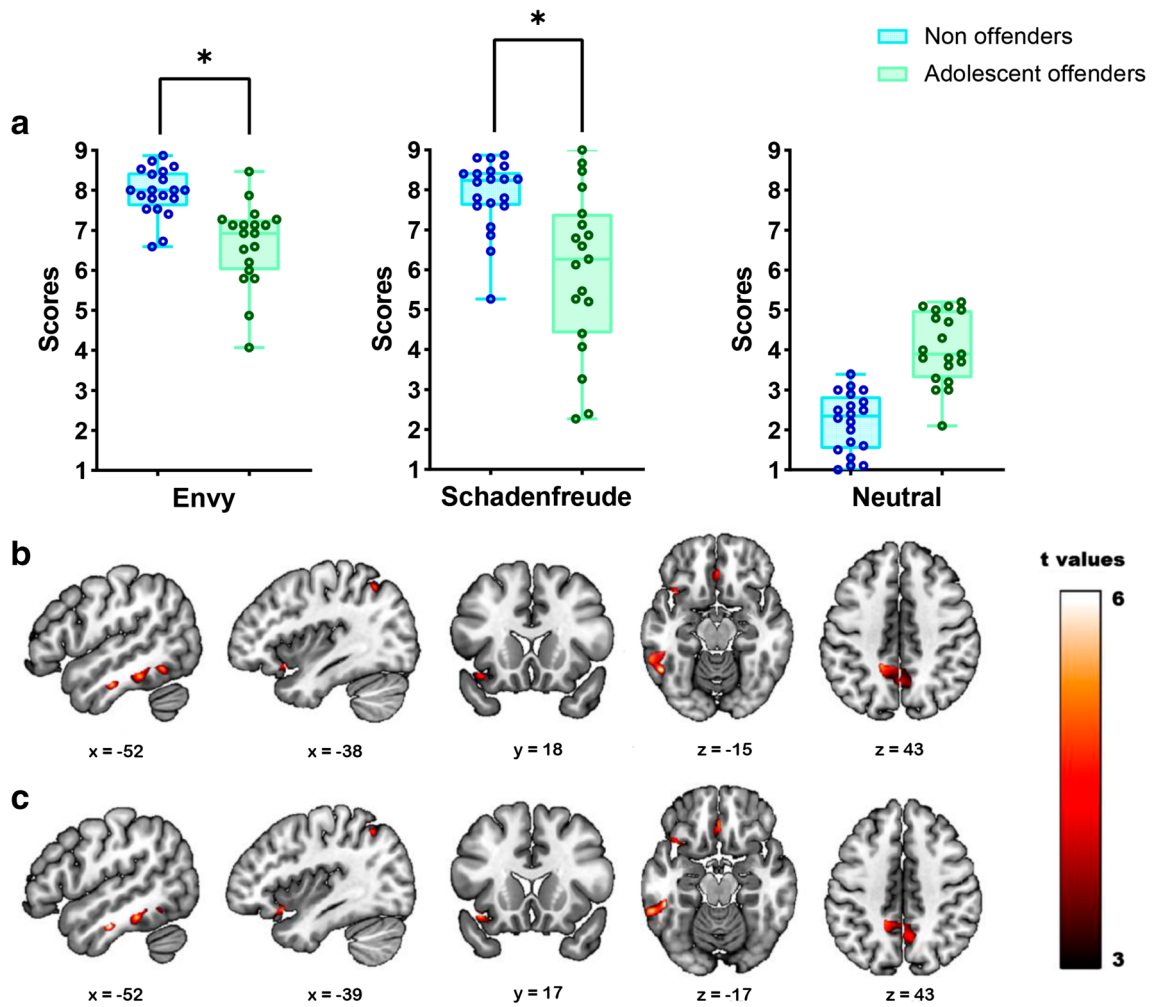 Non offenders
Adolescent offenders
*
*
a
9
8
7
6
5
4
3
2
1
Scores
Envy
9
8
7
6
5
4
3
2
1
Scores
Schadenfreude
9
8
7
6
5
4
3
2
1
Scores
Neutral
b
x = -52
x = -38
y = 18
z = -15
z = 43
t values
6
3
c
x = -52
x = -39
y = 17
z = -17
z = 43